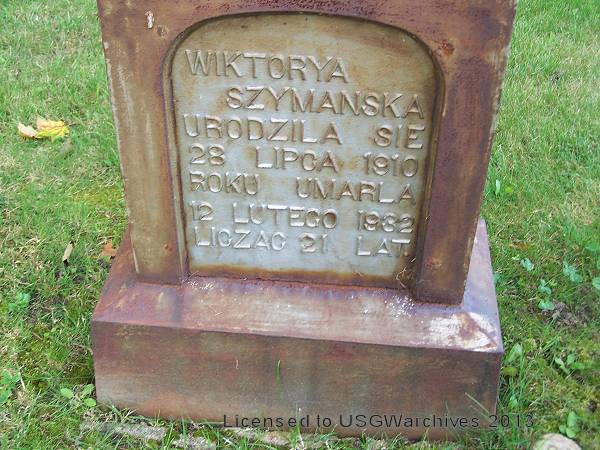 WIKTORYA
SZYMANSKA
URODZILA SIE
28 LIPCA 1910
ROKU UMARLA
12 LUTEGO 1932
LICZAC 21 LAT.
Licensed to USGWarchives 2013